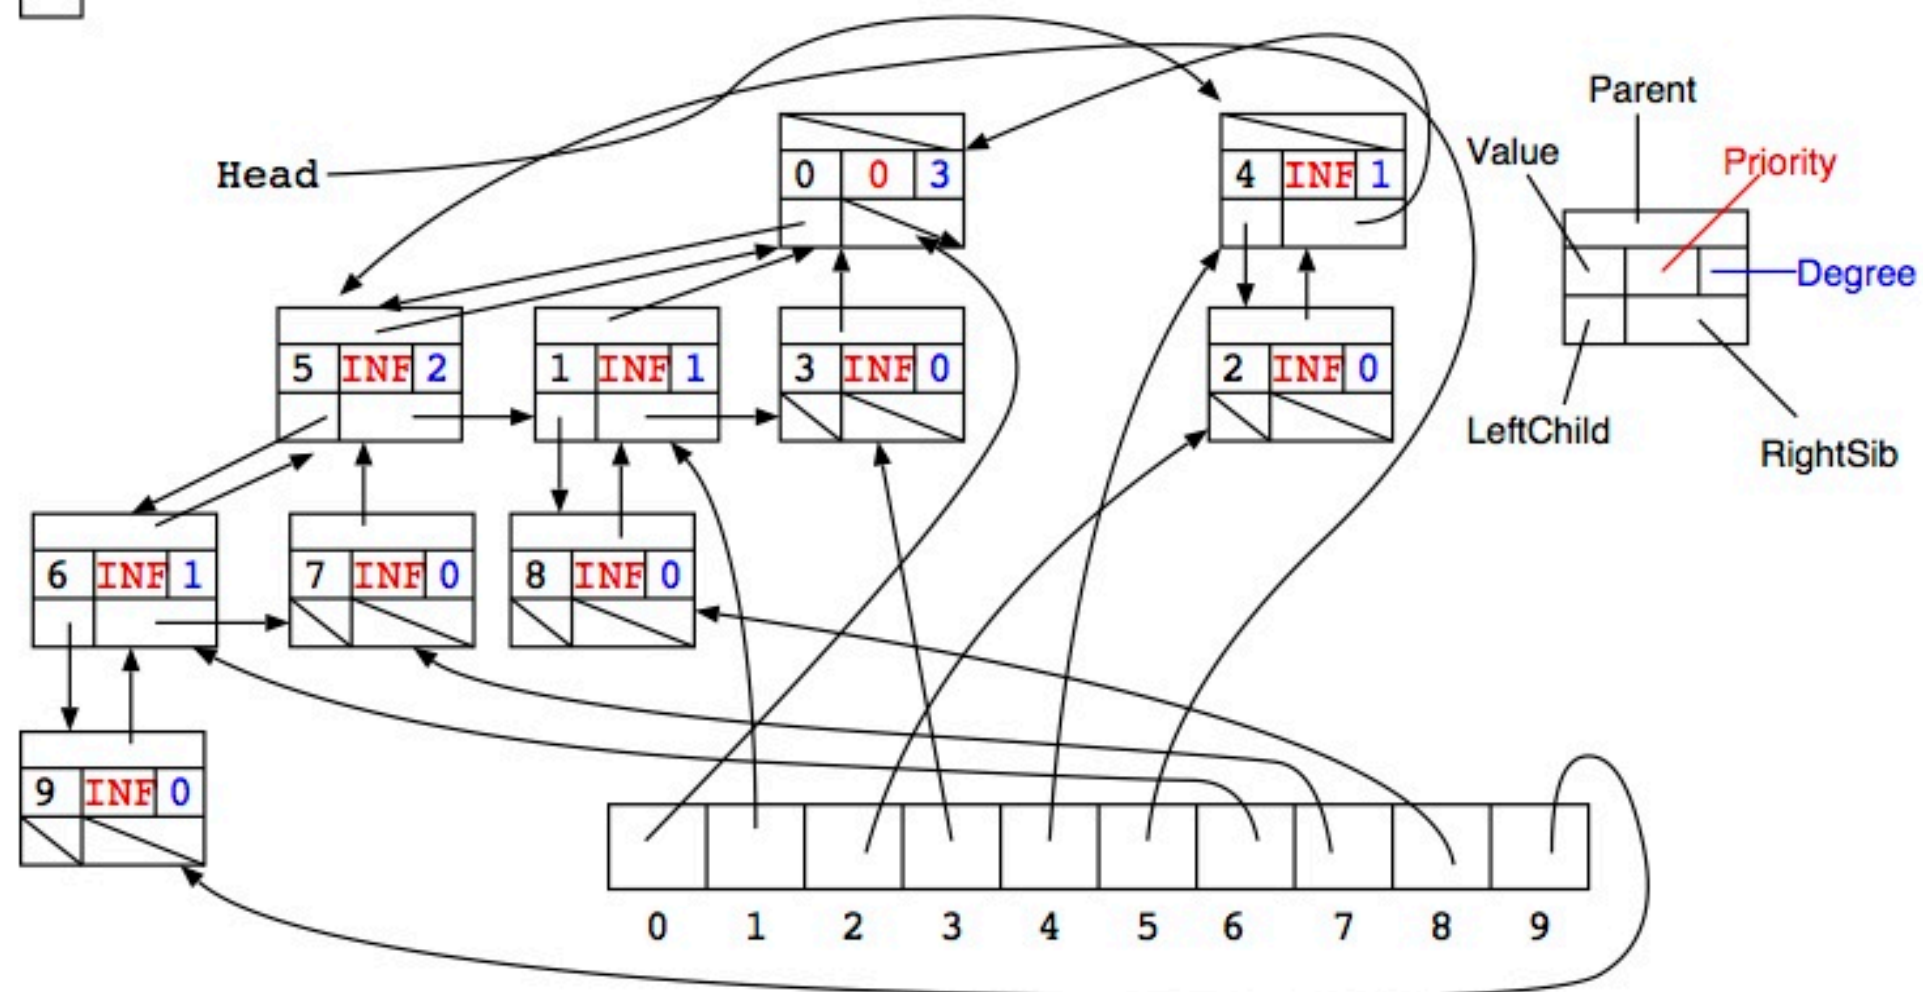 Parent
Value
Priority
Head
0 0 3
4 INF 1
Degree
5 INF 2
1 INF 1
3 INF 0
2 INF 0
LeftChild
RightSib
6 INF 1
7 INF 0
8 INF 0
9 INF 0
0 1 2 3 4 5 6 7 8 9